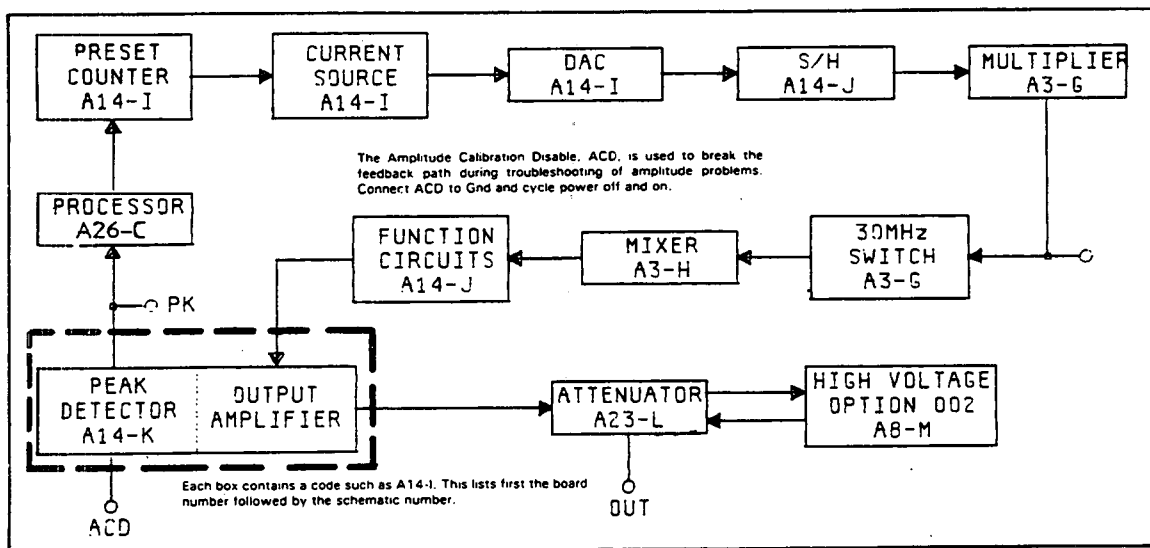 PRESET
COUNTER
A14-I
CURRENT
SOURCE
A14-I
DAC
A14-I
S/H
A14-J
MULTIPLIER
A3-G
The Amplitude Calibration Disable, ACD, is used to break the
feedback path during troubleshooting of amplitude problems.
Connect ACD to Gnd and cycle power off and on.
PROCESSOR
A26-C
FUNCTION
CIRCUITS
A14-J
MIXER
A3-H
30MHz
SWITCH
A3-G
PK
PEAK
DETECTOR
A14-K
OUTPUT
AMPLIFIER
ATTENUATOR
A23-L
HIGH VOLTAGE
OPTION 002
A8-M
Each box contains a code such as A14-I. This lists first the board
number followed by the schematic number.
ACD
OUT